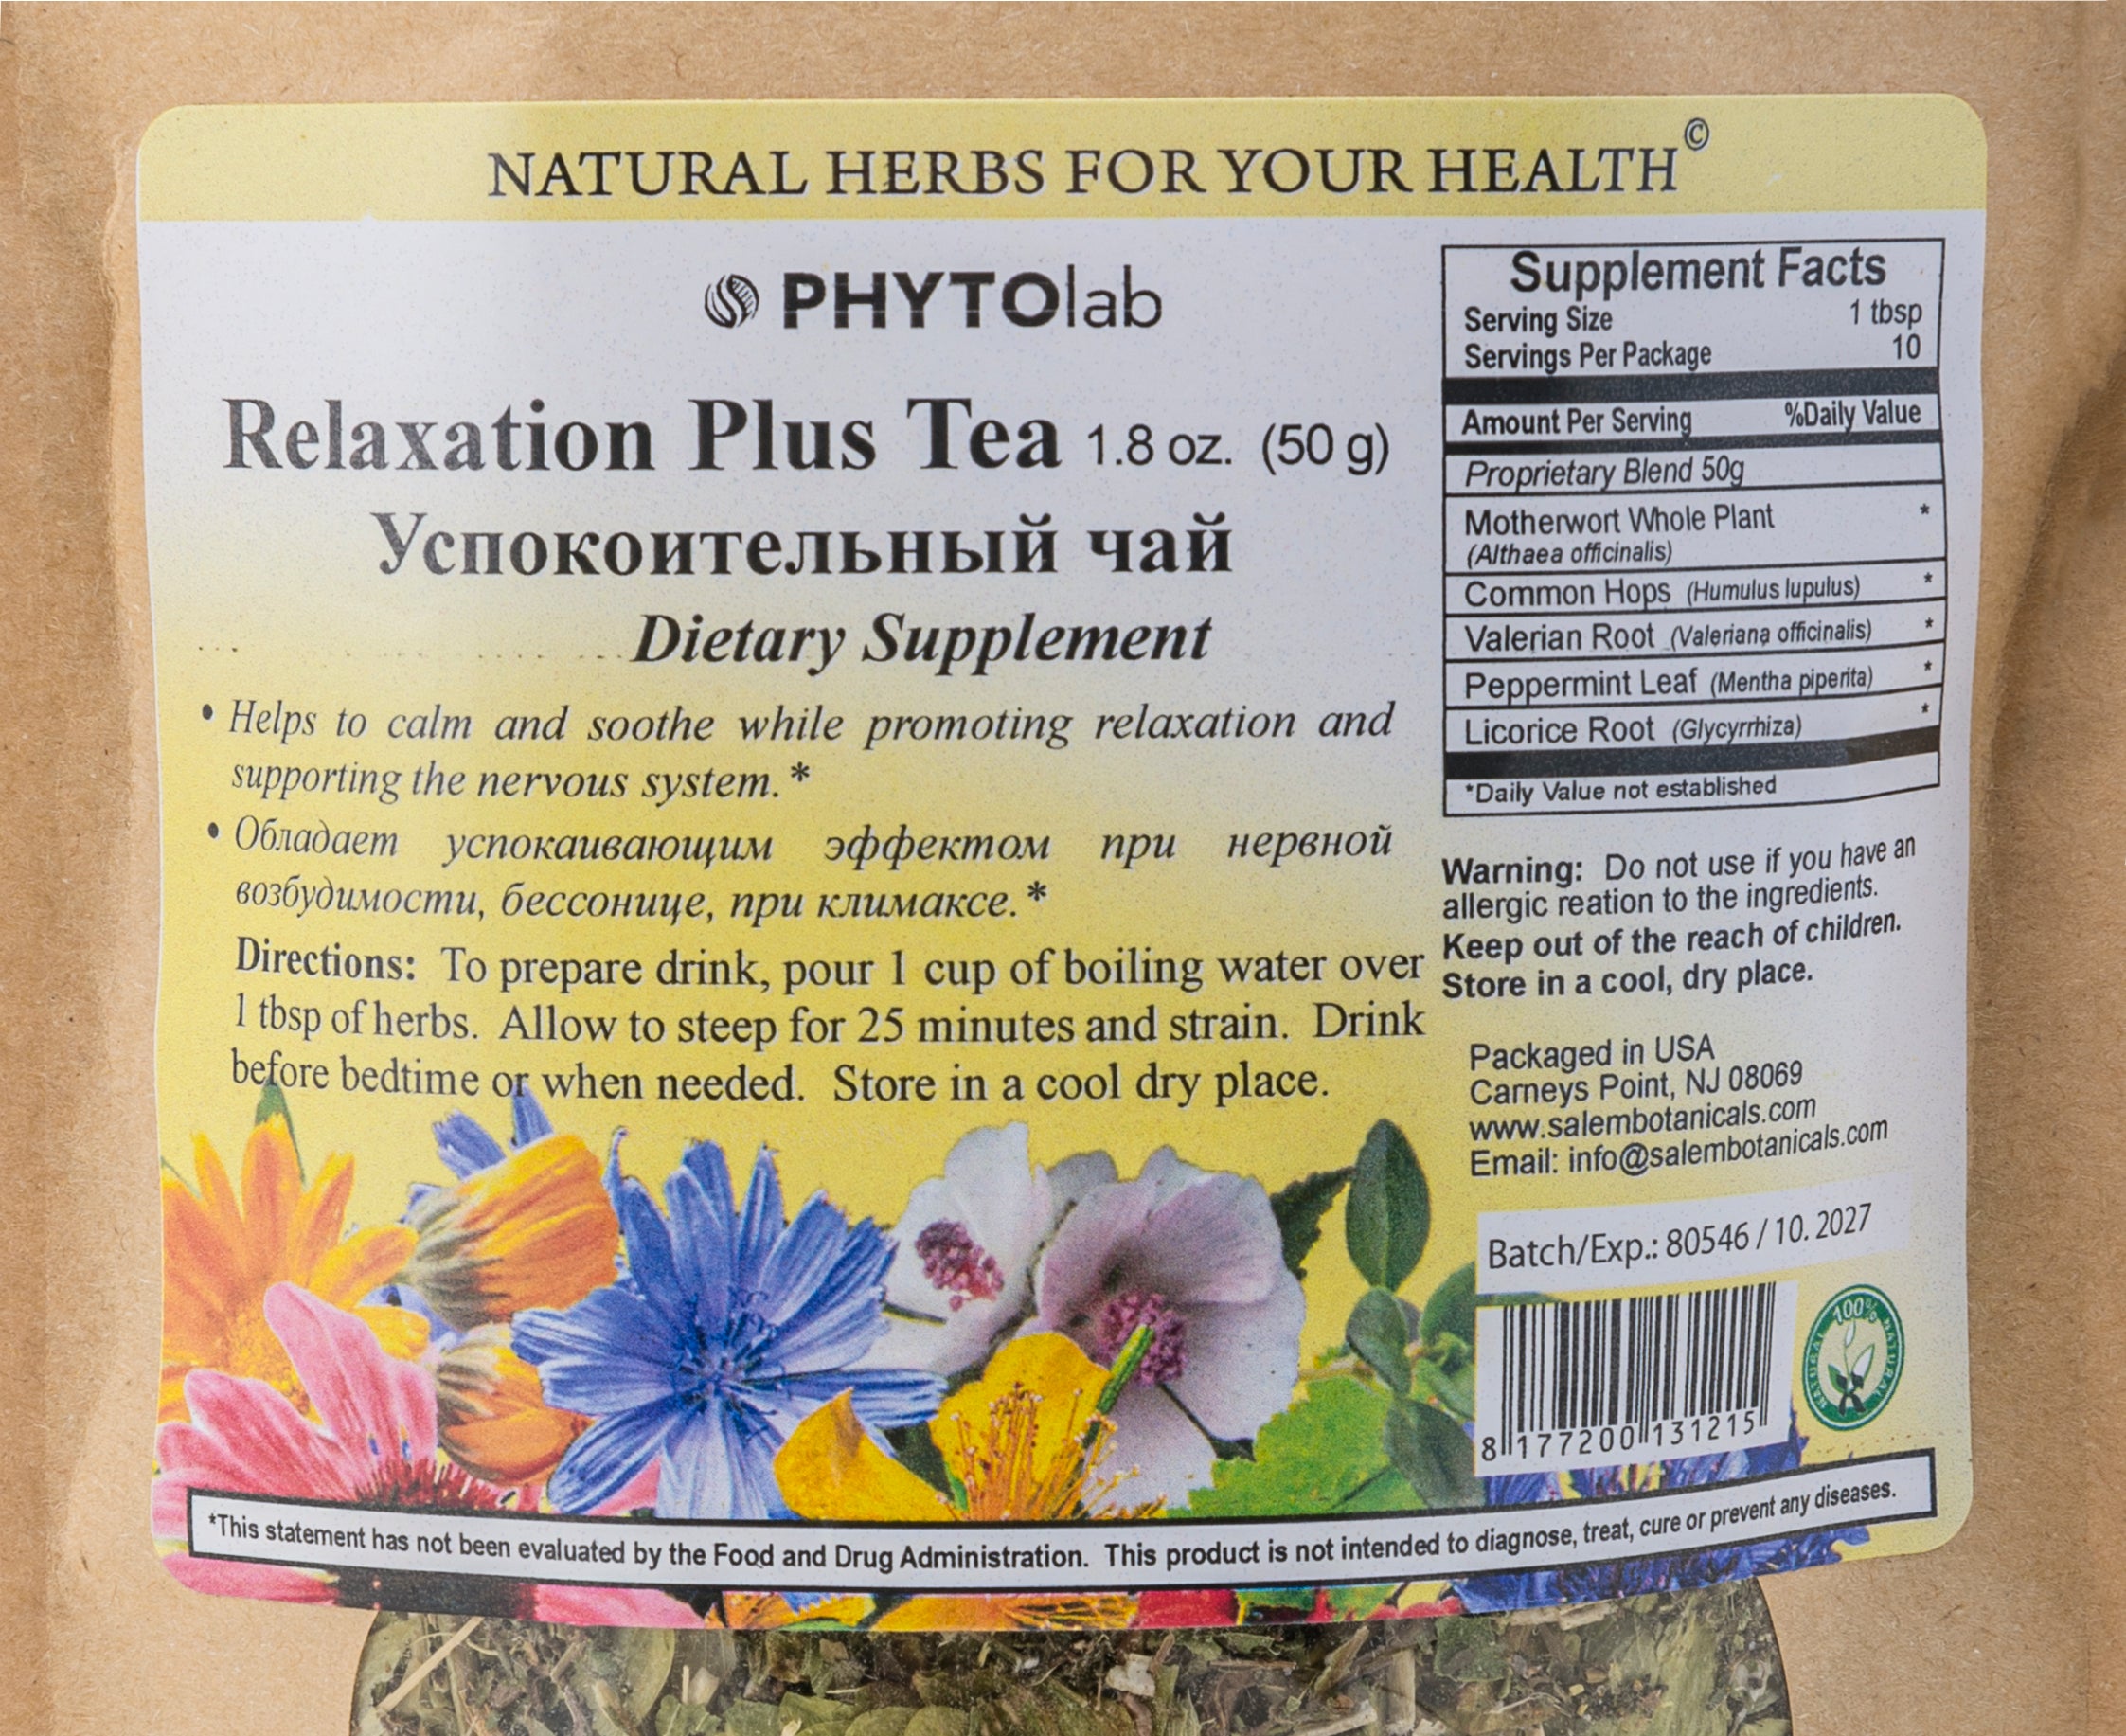 NATURAL HERBS FOR YOUR HEALTH©
PHYTOlab
Relaxation Plus Tea 1.8 oz. (50 g)
Успокоительный чай
Dietary Supplement
• Helps to calm and soothe while promoting relaxation and
supporting the nervous system. *
• Обладает успокаивающим эффектом при нервной
возбудимости, бессонице, при климаксе. *
Directions: To prepare drink, pour 1 cup of boiling water over
1 tbsp of herbs. Allow to steep for 25 minutes and strain. Drink
before bedtime or when needed. Store in a cool dry place.
Supplement Facts
Serving Size 1 tbsp
Servings Per Package 10
Amount Per Serving %Daily Value
Proprietary Blend 50g
Motherwort Whole Plant *
(Althaea officinalis)
Common Hops (Humulus lupulus) *
Valerian Root (Valeriana officinalis) *
Peppermint Leaf (Mentha piperita) *
Licorice Root (Glycyrrhiza) *
*Daily Value not established
Warning: Do not use if you have an
allergic reation to the ingredients.
Keep out of the reach of children.
Store in a cool, dry place.
Packaged in USA
Carneys Point, NJ 08069
www.salembotanicals.com
Email: info@salembotanicals.com
Batch/Exp.: 80546 / 10. 2027
8 177200 131215
100% NATURAL
NATURAL
*This statement has not been evaluated by the Food and Drug Administration. This product is not intended to diagnose, treat, cure or prevent any diseases.